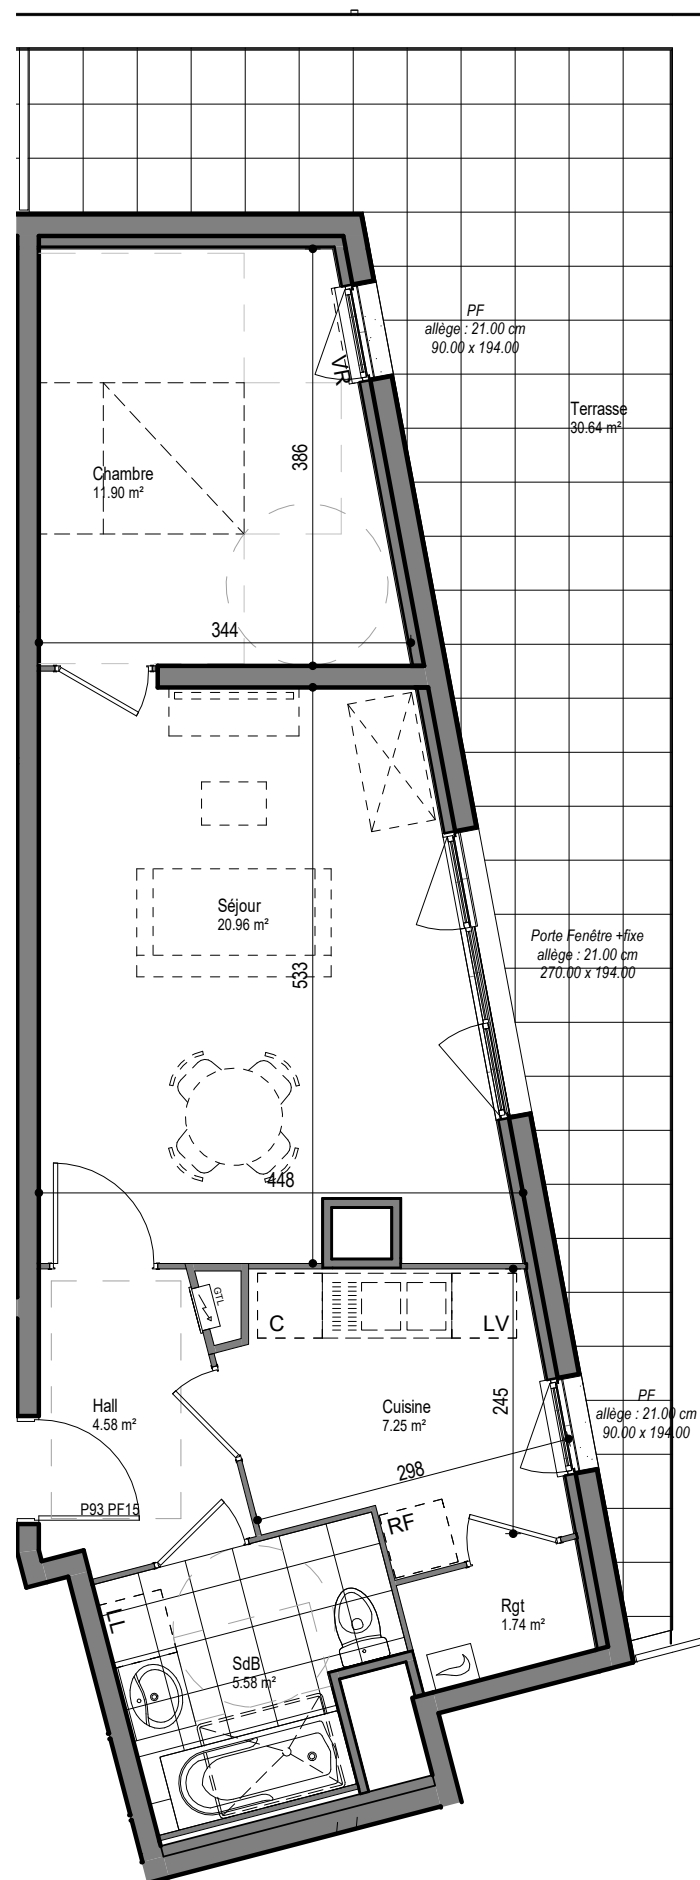 PF
allège : 21.00 cm
90.00 x 194.00
VR
Terrasse
30.64 m²
386
Chambre
11.90 m²
344
Séjour
20.96 m²
Porte Fenêtre +fixe
allège : 21.00 cm
270.00 x 194.00
533
448
GTL
C
LV
Hall
4.58 m²
Cuisine
7.25 m²
245
PF
allège : 21.00 cm
90.00 x 194.00
298
P93 PF15
RF
LL
Rgt
1.74 m²
SdB
5.58 m²